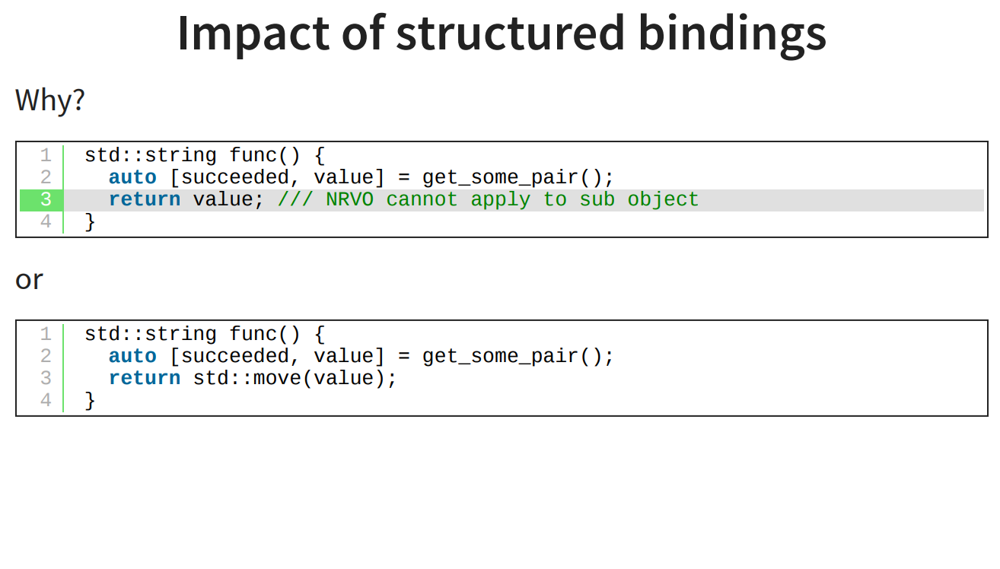 Impact of structured bindings
Why?
1 std::string func() {
2 auto [succeeded, value] = get_some_pair();
3 return value; /// NRVO cannot apply to sub object
4 }
or
1 std::string func() {
2 auto [succeeded, value] = get_some_pair();
3 return std::move(value);
4 }